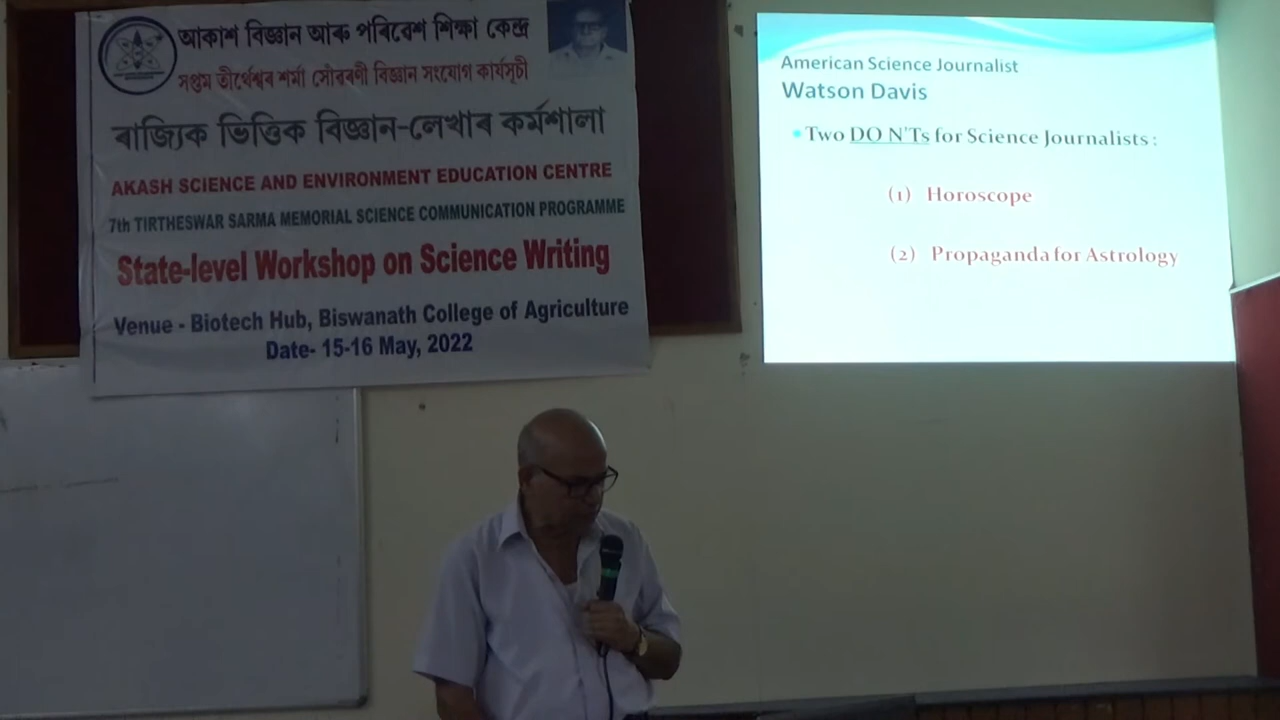 আকাশ বিজ্ঞান আৰু পৰিৱেশ শিক্ষা কেন্দ্ৰ
সপ্তম তীৰ্থেশ্বৰ শৰ্মা সোঁৱৰণী বিজ্ঞান সংযোগ কাৰ্যসূচী
ৰাজ্যিক ভিত্তিক বিজ্ঞান-লেখাৰ কৰ্মশালা
AKASH SCIENCE AND ENVIRONMENT EDUCATION CENTRE
7th TIRTHESWAR SARMA MEMORIAL SCIENCE COMMUNICATION PROGRAMME
State-level Workshop on Science Writing
Venue - Biotech Hub, Biswanath College of Agriculture
Date- 15-16 May, 2022
American Science Journalist
Watson Davis
Two DO N'Ts for Science Journalists :
(1) Horoscope
(2) Propaganda for Astrology